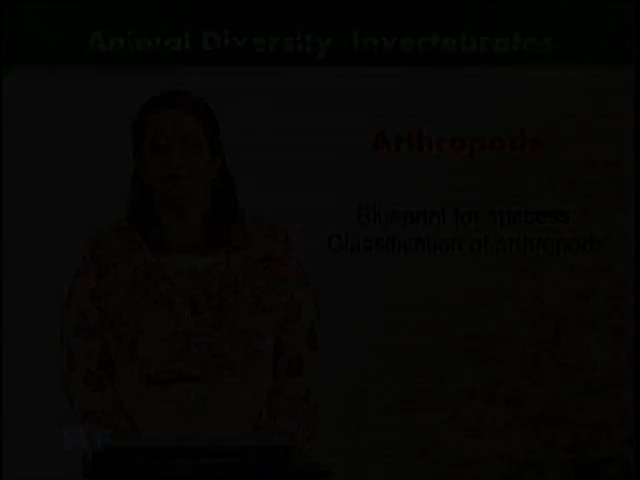 Animal Diversity Invertebrates
Arthropods
Blueprint for success:
Classification of arthropods